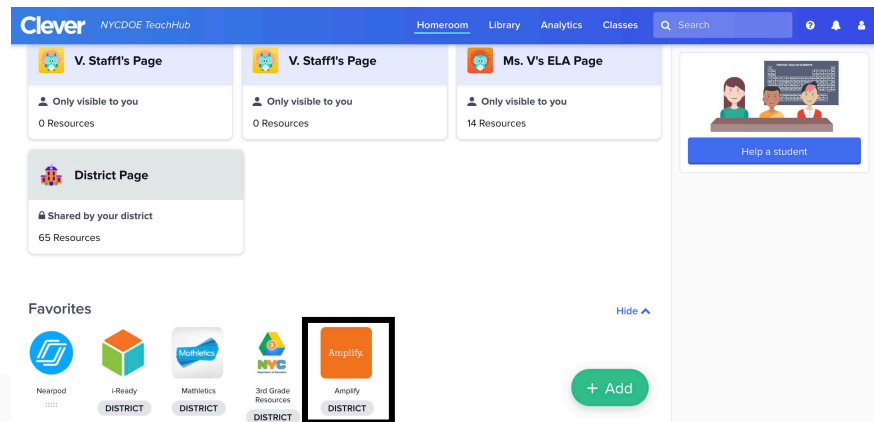 Clever NYCDOE TeachHub Homeroom Library Analytics Classes Search
V. Staff1's Page
Only visible to you
0 Resources
V. Staff1's Page
Only visible to you
0 Resources
Ms. V's ELA Page
Only visible to you
14 Resources
Help a student
District Page
Shared by your district
65 Resources
Favorites
Hide
Nearpod
i-Ready
DISTRICT
Mathletics
Mathletics
DISTRICT
3
NYC
3rd Grade
Resources
DISTRICT
Amplify.
Amplify
DISTRICT
+ Add